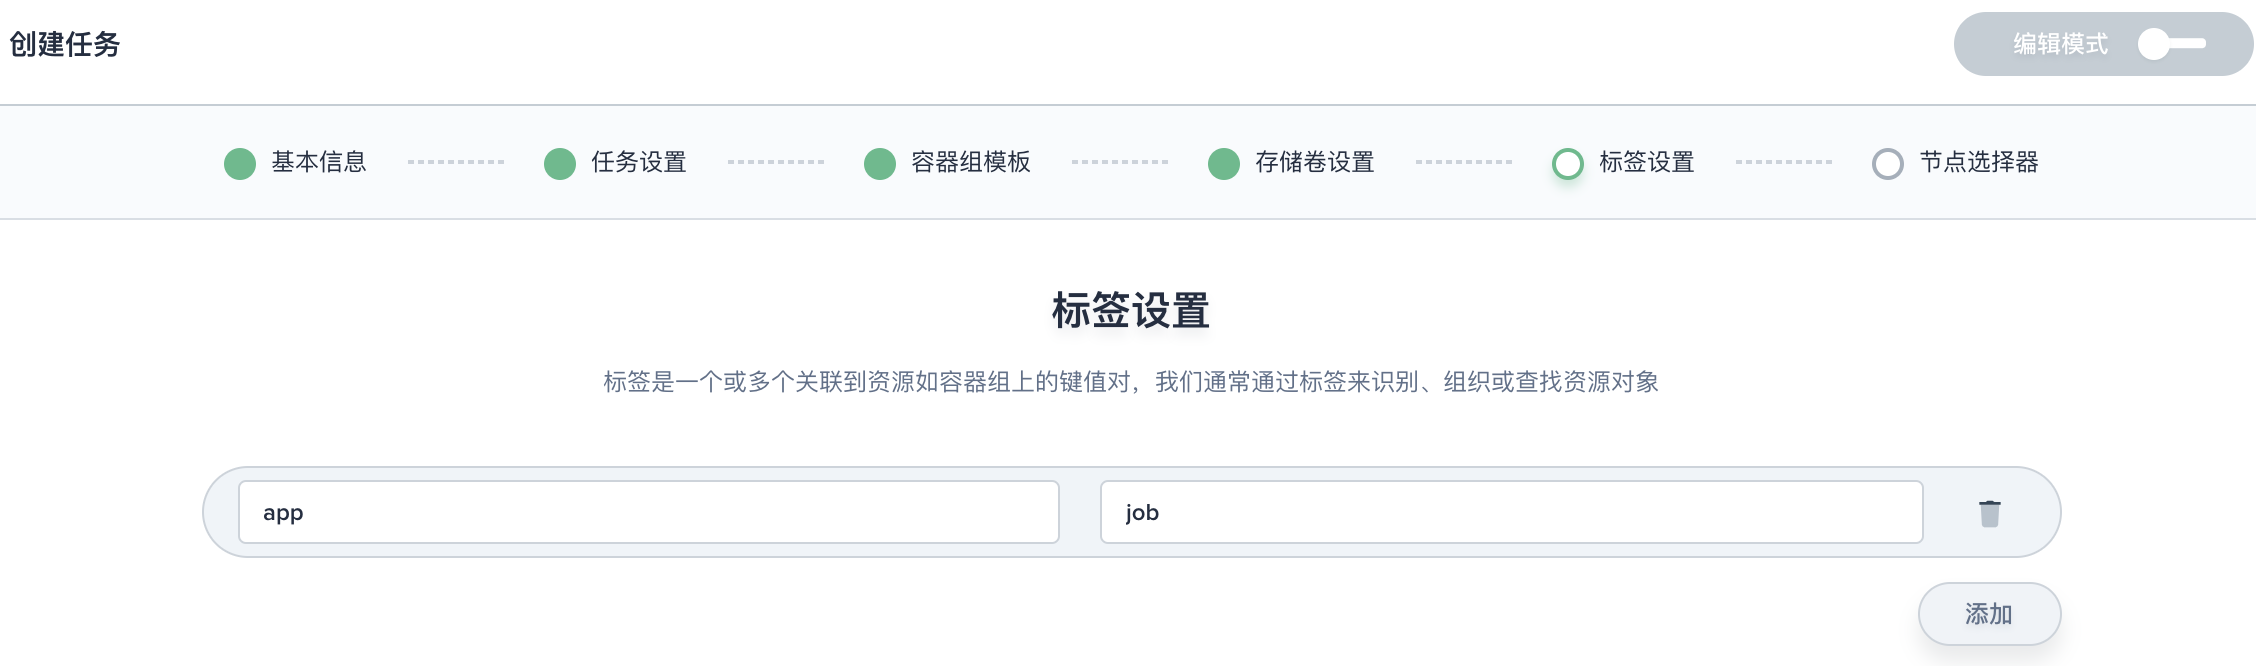 创建任务
编辑模式
基本信息
任务设置
容器组模板
存储卷设置
标签设置
节点选择器
标签设置
标签是一个或多个关联到资源如容器组上的键值对，我们通常通过标签来识别、组织或查找资源对象
app
job
添加